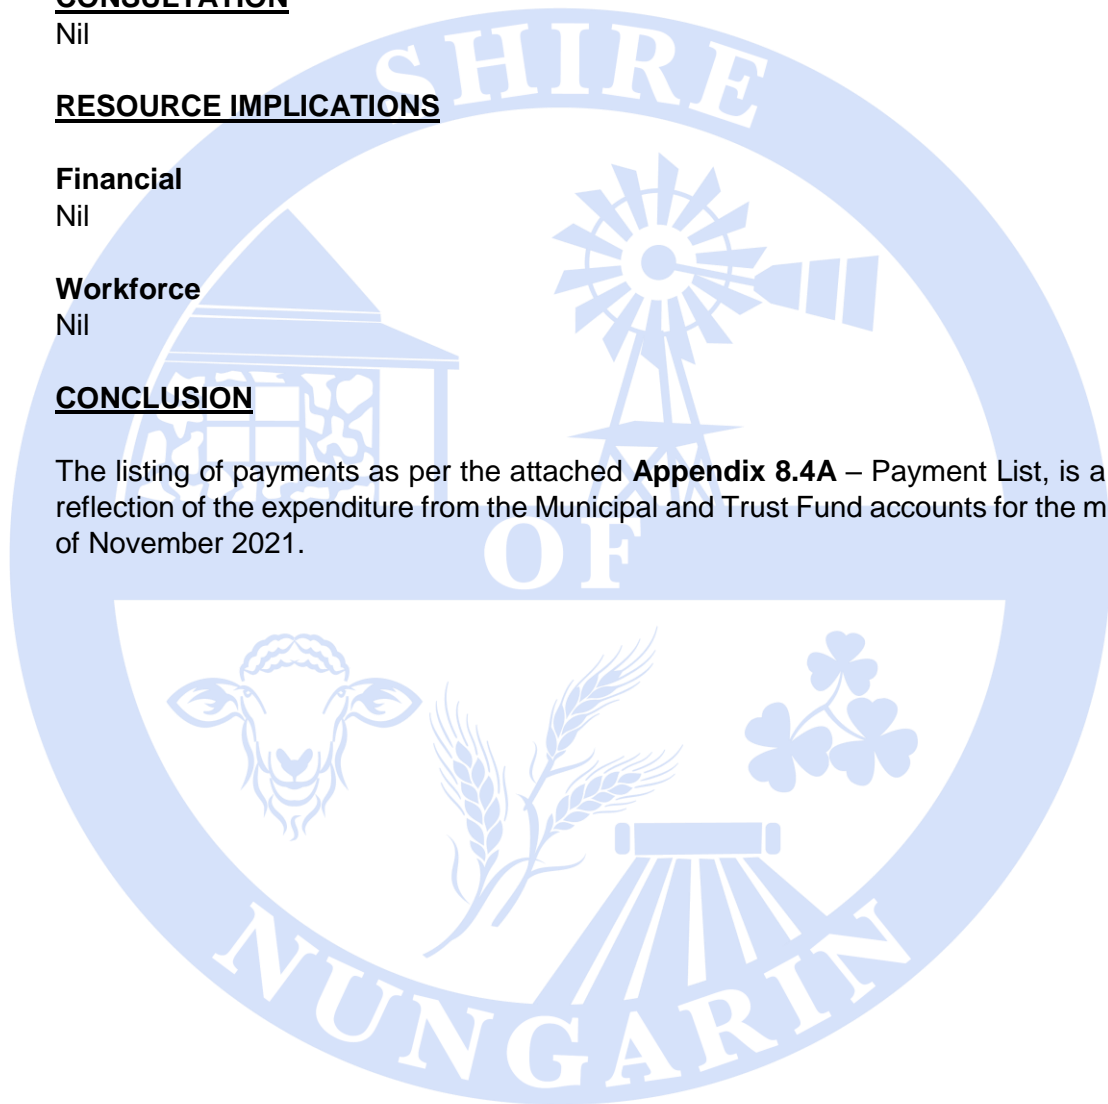 CONSULTATION
Nil
RESOURCE IMPLICATIONS
Financial
Nil
Workforce
Nil
CONCLUSION
The listing of payments as per the attached Appendix 8.4A – Payment List, is a
reflection of the expenditure from the Municipal and Trust Fund accounts for the m
of November 2021.
SHIRE
OF
NUNGARIN